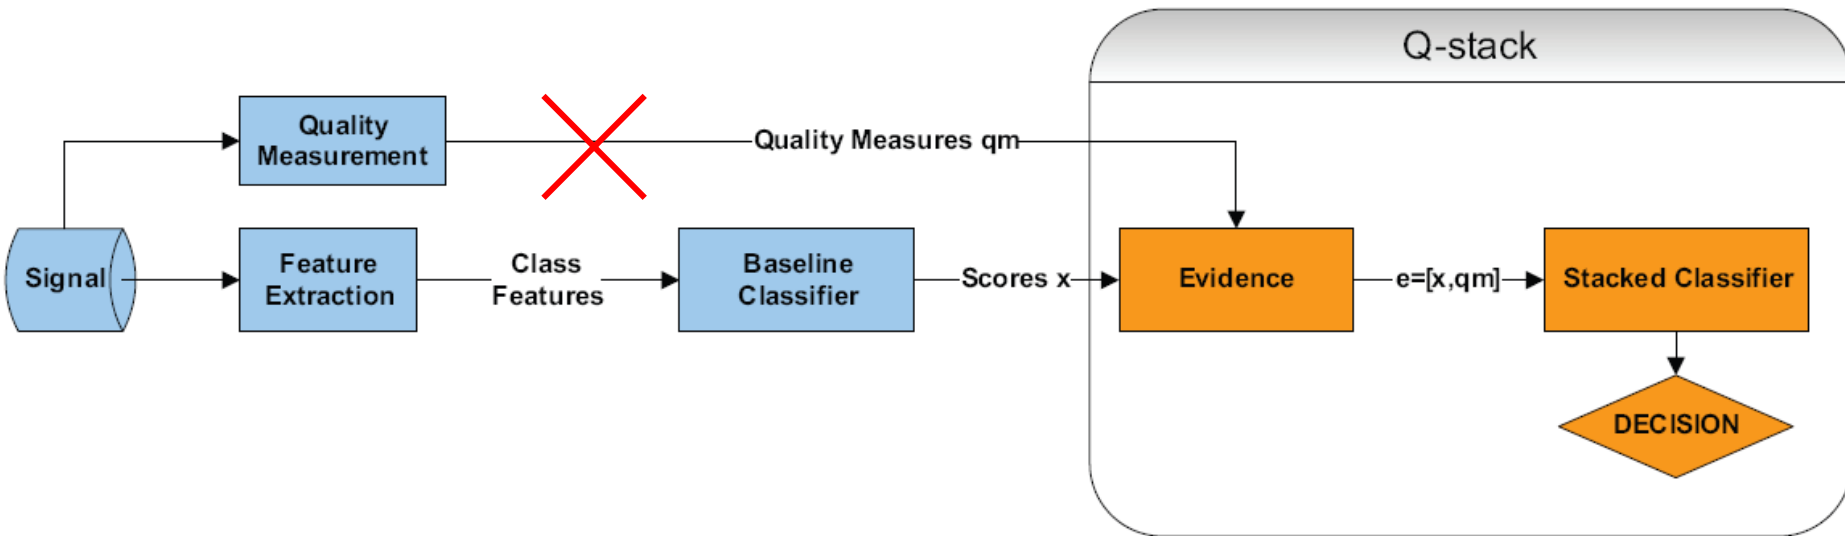 Q-stack
Quality
Measurement
Quality Measures qm
Signal
Feature
Extraction
Class
Features
Baseline
Classifier
Scores x
Evidence
e=[x,qm]
Stacked Classifier
DECISION